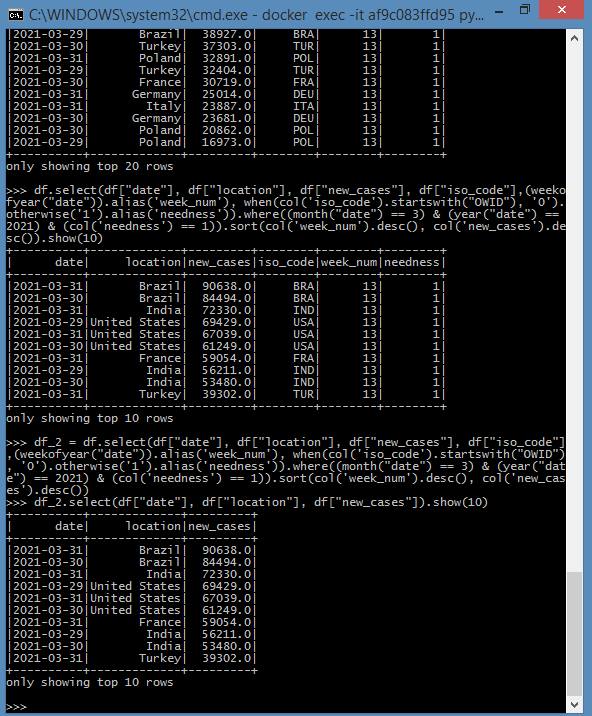 C:\WINDOWS\system32\cmd.exe - docker exec -it af9c083ffd95 py...
|2021-03-29|       Brazil|  38927.0|     BRA|      13|       1|
|2021-03-30|       Turkey|  37303.0|     TUR|      13|       1|
|2021-03-31|       Poland|  32891.0|     POL|      13|       1|
|2021-03-29|       Turkey|  32404.0|     TUR|      13|       1|
|2021-03-30|       France|  30719.0|     FRA|      13|       1|
|2021-03-31|      Germany|  25014.0|     DEU|      13|       1|
|2021-03-31|        Italy|  23887.0|     ITA|      13|       1|
|2021-03-30|      Germany|  23681.0|     DEU|      13|       1|
|2021-03-30|       Poland|  20862.0|     POL|      13|       1|
|2021-03-29|       Poland|  16973.0|     POL|      13|       1|
+----------+-------------+---------+--------+--------+--------+
only showing top 20 rows
>>> df.select(df["date"], df["location"], df["new_cases"], df["iso_code"],(weeko
fyear("date")).alias('week_num'), when(col('iso_code').startswith("OWID"), '0').
otherwise('1').alias('needness')).where((month("date") == 3) & (year("date") ==
2021) & (col('needness') == 1)).sort(col('week_num').desc(), col('new_cases').de
sc()).show(10)
+----------+-------------+---------+--------+--------+--------+
|      date|     location|new_cases|iso_code|week_num|needness|
+----------+-------------+---------+--------+--------+--------+
|2021-03-31|       Brazil|  90638.0|     BRA|      13|       1|
|2021-03-30|       Brazil|  84494.0|     BRA|      13|       1|
|2021-03-31|        India|  72330.0|     IND|      13|       1|
|2021-03-29|United States|  69429.0|     USA|      13|       1|
|2021-03-31|United States|  67039.0|     USA|      13|       1|
|2021-03-30|United States|  61249.0|     USA|      13|       1|
|2021-03-31|       France|  59054.0|     FRA|      13|       1|
|2021-03-29|        India|  56211.0|     IND|      13|       1|
|2021-03-30|        India|  53480.0|     IND|      13|       1|
|2021-03-31|       Turkey|  39302.0|     TUR|      13|       1|
+----------+-------------+---------+--------+--------+--------+
only showing top 10 rows
>>> df_2 = df.select(df["date"], df["location"], df["new_cases"], df["iso_code"]
,(weekofyear("date")).alias('week_num'), when(col('iso_code').startswith("OWID")
, '0').otherwise('1').alias('needness')).where((month("date") == 3) & (year("dat
e") == 2021) & (col('needness') == 1)).sort(col('week_num').desc(), col('new_cas
es').desc())
>>> df_2.select(df["date"], df["location"], df["new_cases"]).show(10)
+----------+-------------+---------+
|      date|     location|new_cases|
+----------+-------------+---------+
|2021-03-31|       Brazil|  90638.0|
|2021-03-30|       Brazil|  84494.0|
|2021-03-31|        India|  72330.0|
|2021-03-29|United States|  69429.0|
|2021-03-31|United States|  67039.0|
|2021-03-30|United States|  61249.0|
|2021-03-31|       France|  59054.0|
|2021-03-29|        India|  56211.0|
|2021-03-30|        India|  53480.0|
|2021-03-31|       Turkey|  39302.0|
+----------+-------------+---------+
only showing top 10 rows
>>>